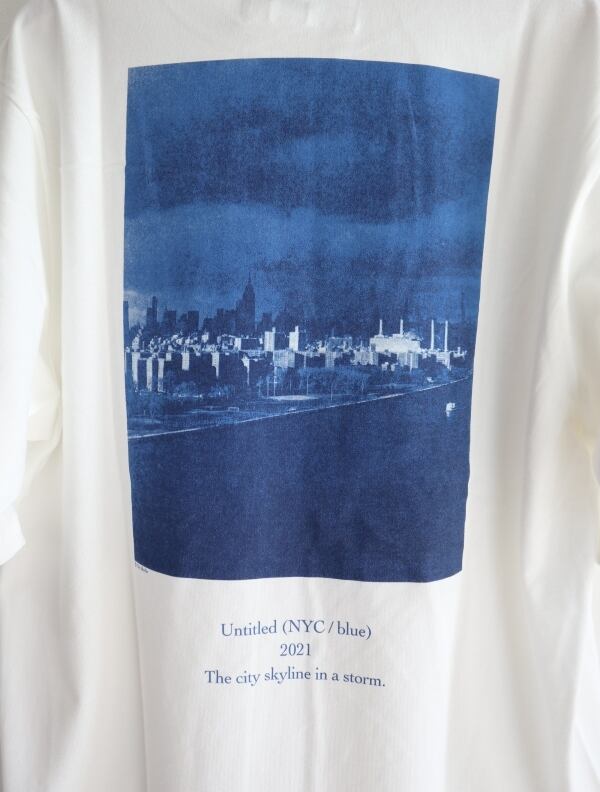 Untitled (NYC / blue)
2021
The city skyline in a storm.